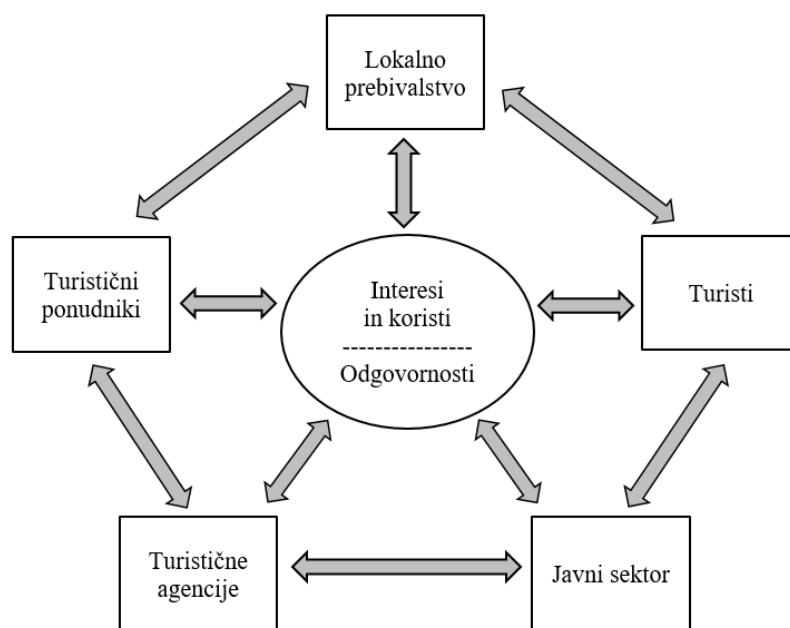 Lokalno
prebivalstvo
Turistični
ponudniki
Interesi
in koristi
----------------
Odgovornosti
Turisti
Turistične
agencije
Javni sektor